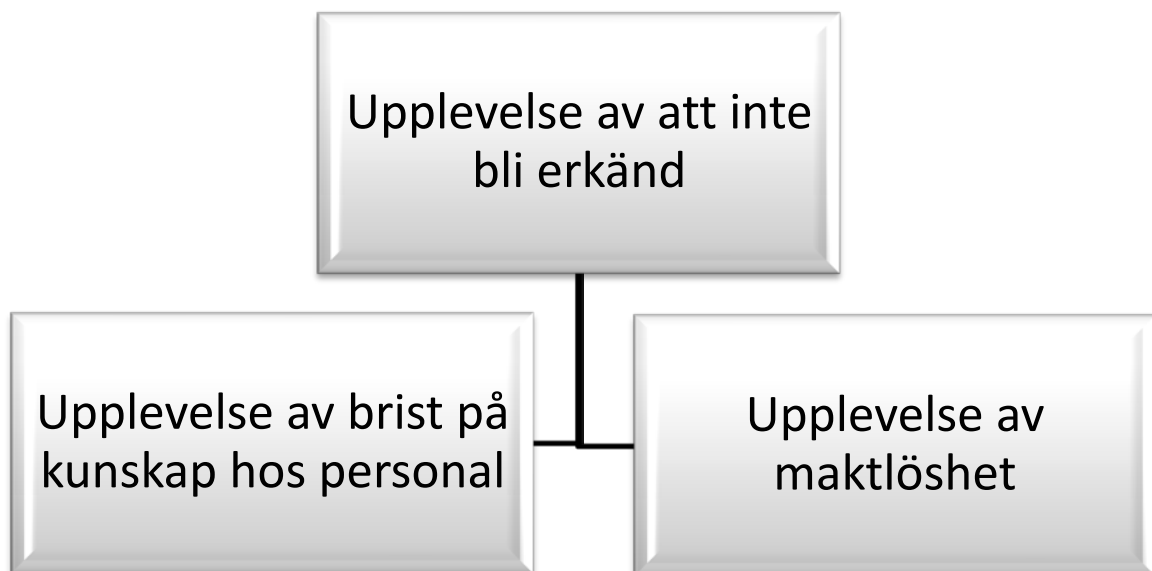 Upplevelse av att inte
bli erkänd
Upplevelse av brist på
kunskap hos personal
Upplevelse av
maktlöshet